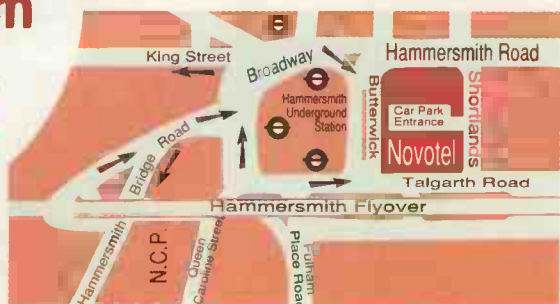 m
King Street
Broadway
Hammersmith Road
Hammersmith
Underground
Station
Butterwick
Car Park
Entrance
Novotel
Shortlands
Bridge Road
Talgarth Road
Hammersmith Flyover
Hammersmith
N.C.P.
Queen
Caroline Street
Fulham
Place Road